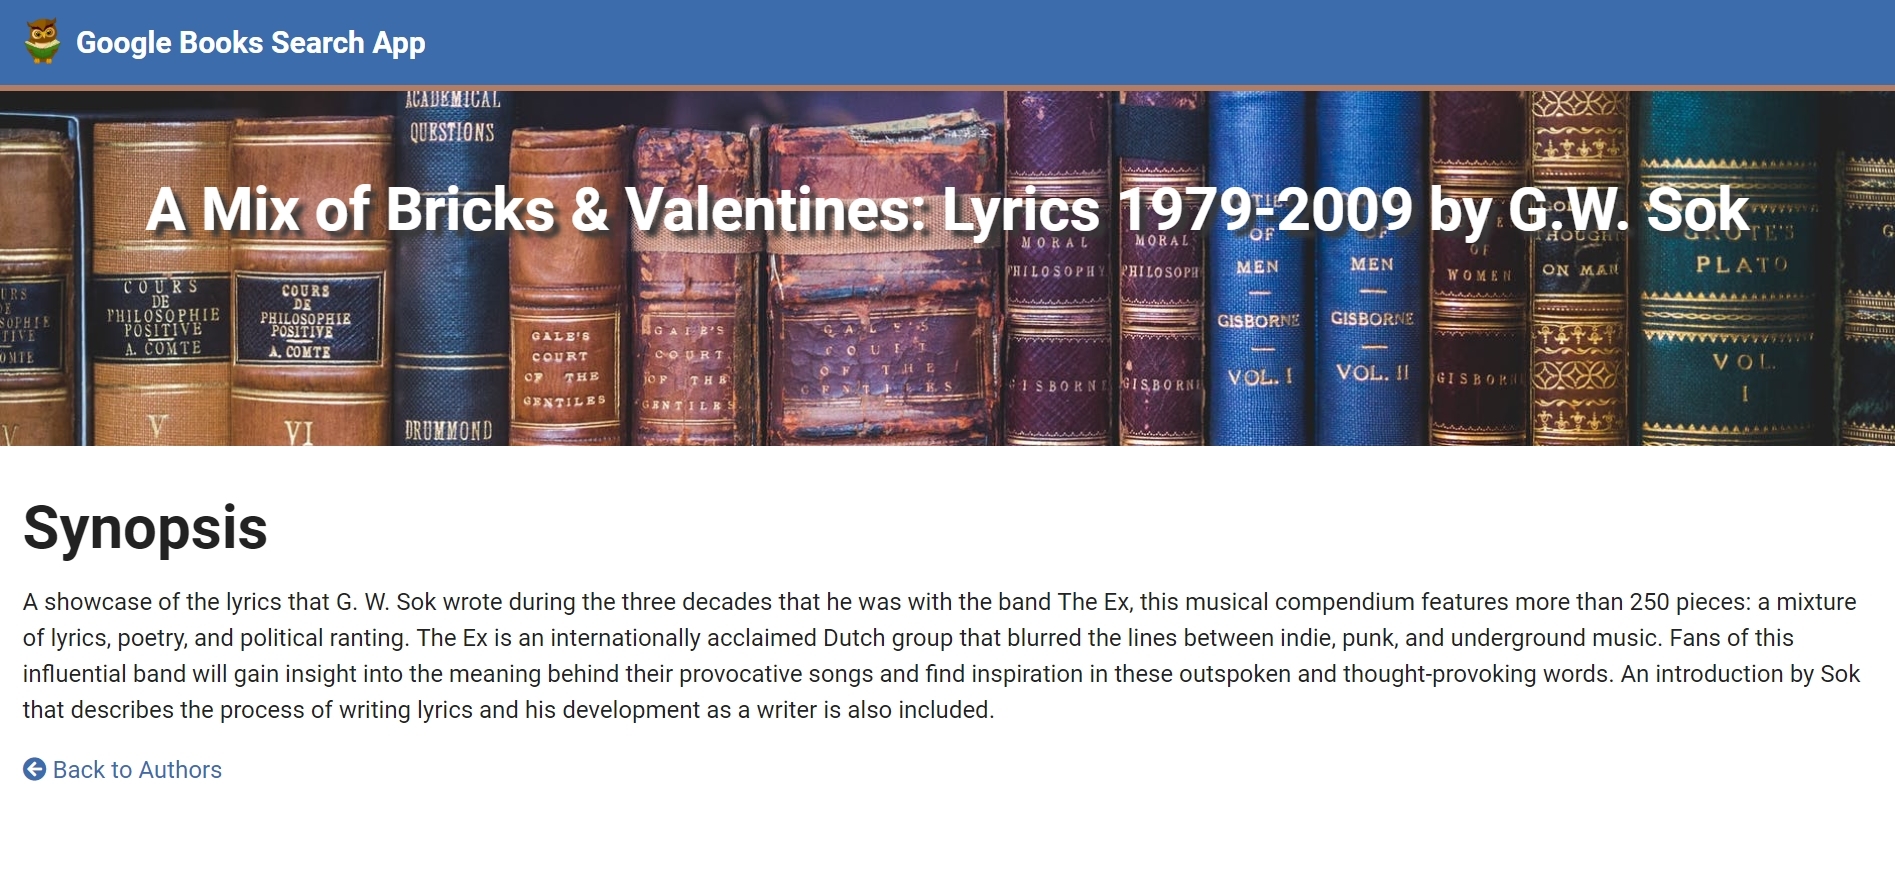 Google Books Search App
ACADEMICAL
QUESTIONS
DRUMMOND
A Mix of Bricks & Valentines: Lyrics 1979-2009 by G.W. Sok
COURS
DE
PHILOSOPHIE
POSITIVE
A. COMTE
V
COURS
DE
PHILOSOPHIE
POSITIVE
A. COMTE
VI
GALE'S
COURT
OF THE
GENTILES
GALE'S
COURT
OF THE
GENTILES
GALE'S
COURT
OF THE
GENTILES
MORAL
PHILOSOPHY
GISBORNE
MORAL
PHILOSOPH
GISBORNE
OF
MEN
GISBORNE
VOL. I
OF
MEN
GISBORNE
VOL. II
OF
WOMEN
GISBORN
THOUGH
ON MAN
GROTE'S
PLATO
VOL.
I
V
Synopsis
A showcase of the lyrics that G. W. Sok wrote during the three decades that he was with the band The Ex, this musical compendium features more than 250 pieces: a mixture
of lyrics, poetry, and political ranting. The Ex is an internationally acclaimed Dutch group that blurred the lines between indie, punk, and underground music. Fans of this
influential band will gain insight into the meaning behind their provocative songs and find inspiration in these outspoken and thought-provoking words. An introduction by Sok
that describes the process of writing lyrics and his development as a writer is also included.
Back to Authors